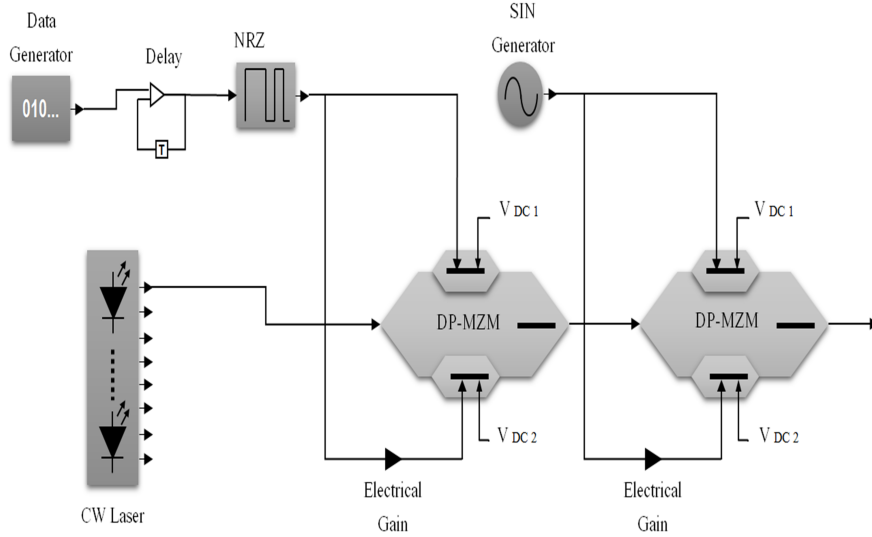 Data
Generator
010...
Delay
T
NRZ
SIN
Generator
V DC 1
V DC 1
DP-MZM
DP-MZM
V DC 2
V DC 2
Electrical
Gain
Electrical
Gain
CW Laser